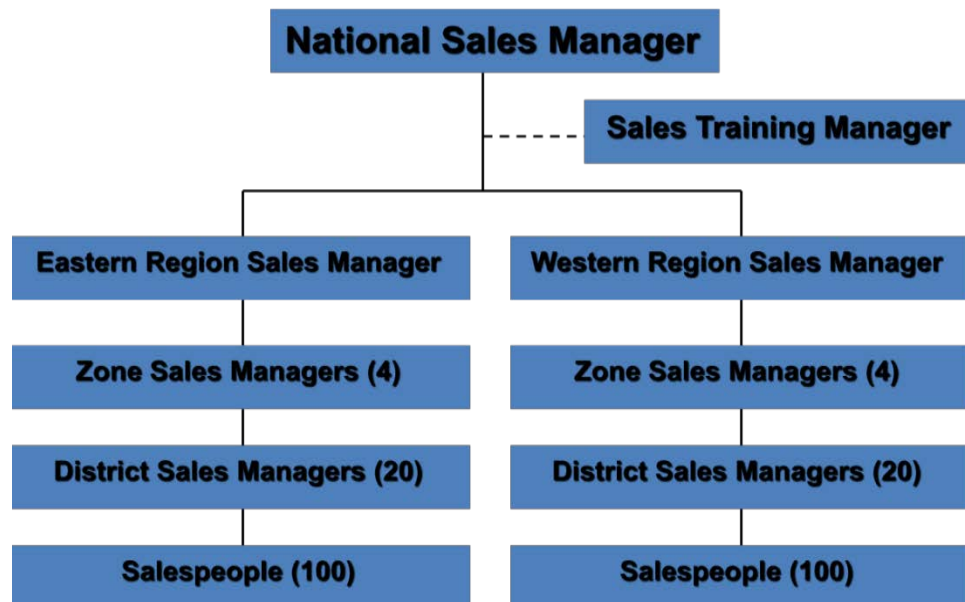 National Sales Manager
Sales Training Manager
Eastern Region Sales Manager
Western Region Sales Manager
Zone Sales Managers (4)
Zone Sales Managers (4)
District Sales Managers (20)
District Sales Managers (20)
Salespeople (100)
Salespeople (100)